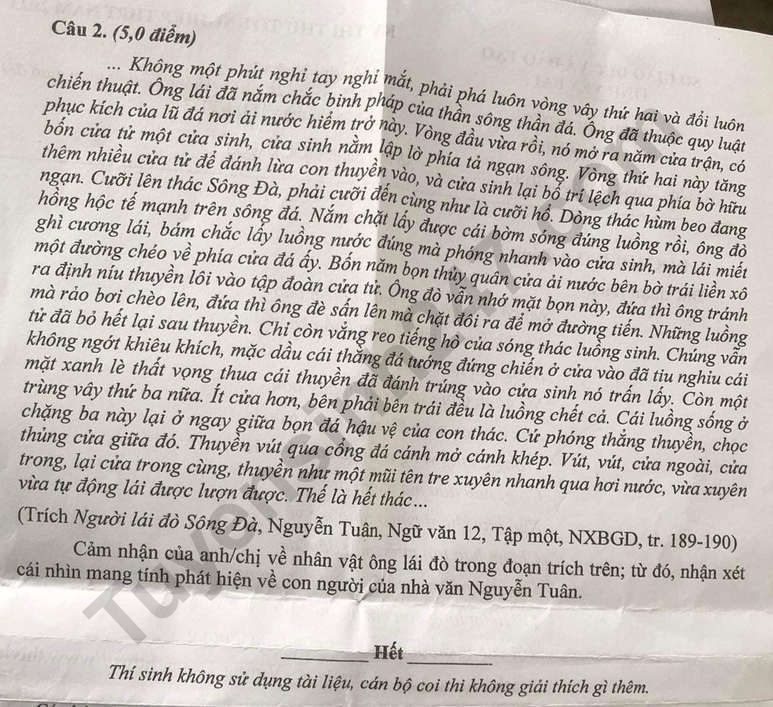 Câu 2. (5,0 điểm)
... Không một phút nghỉ tay nghỉ mắt, phải phá luôn vòng vây thứ hai và đổi luôn
chiến thuật. Ông lái đã nắm chắc binh pháp của thần sông thần đá. Ông đã thuộc quy luật
phục kích của lũ đá nơi ải nước hiểm trở này. Vòng đầu vừa rồi, nó mở ra năm cửa trận, có
bốn cửa tử một cửa sinh, cửa sinh nằm lập lờ phía tả ngạn sông. Vòng thứ hai này tăng
thêm nhiều cửa tử để đánh lừa con thuyền vào, và cửa sinh lại bố trí lệch qua phía bờ hữu
ngạn. Cưỡi lên thác Sông Đà, phải cưỡi đến cùng như là cưỡi hổ. Dòng thác hùm beo đang
hồng hộc tế mạnh trên sông đá. Nắm chặt lấy được cái bờm sóng đúng luồng rồi, ông đò
ghì cương lái, bám chắc lấy luồng nước đúng mà phóng nhanh vào cửa sinh, mà lái miết
một đường chéo về phía cửa đá ấy. Bốn năm bọn thủy quân cửa ải nước bên bờ trái liền xô
ra định níu thuyền lôi vào tập đoàn cửa tử. Ông đò vẫn nhớ mặt bọn này, đứa thì ông tránh
mà rảo bơi chèo lên, đứa thì ông đè sấn lên mà chặt đôi ra để mở đường tiến. Những luồng
tử đã bỏ hết lại sau thuyền. Chỉ còn vẳng reo tiếng hò của sóng thác luồng sinh. Chúng vẫn
không ngớt khiêu khích, mặc dầu cái thằng đá tướng đứng chiến ở cửa vào đã tiu nghỉu cái
mặt xanh lè thất vọng thua cái thuyền đã đánh trúng vào cửa sinh nó trấn lấy. Còn một
trùng vây thứ ba nữa. Ít cửa hơn, bên phải bên trái đều là luồng chết cả. Cái luồng sống ở
chặng ba này lại ở ngay giữa bọn đá hậu vệ của con thác. Cứ phóng thẳng thuyền, chọc
thủng cửa giữa đó. Thuyền vút qua cổng đá cánh mở cánh khép. Vút, vút, cửa ngoài, cửa
trong, lại cửa trong cùng, thuyền như một mũi tên tre xuyên nhanh qua hơi nước, vừa xuyên
vừa tự động lái được lượn được. Thế là hết thác...
(Trích Người lái đò Sông Đà, Nguyễn Tuân, Ngữ văn 12, Tập một, NXBGD, tr. 189-190)
Cảm nhận của anh/chị về nhân vật ông lái đò trong đoạn trích trên; từ đó, nhận xét
cái nhìn mang tính phát hiện về con người của nhà văn Nguyễn Tuân.
Hết
Thí sinh không sử dụng tài liệu, cán bộ coi thi không giải thích gì thêm.
Tuyensinh247.com